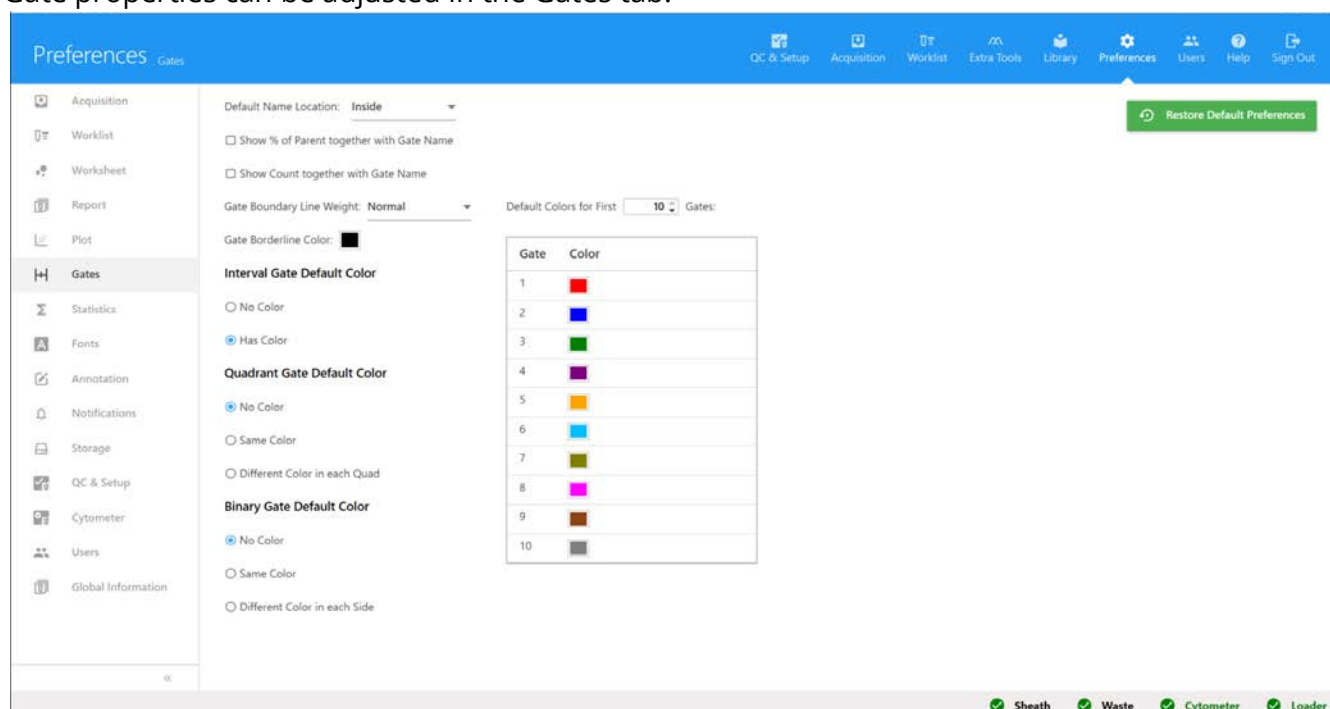 Gate properties can be adjusted in the Gates tab.
Preferences Gates
QC & Setup Acquisition Worklist Extra Tools Library Preferences Users Help Sign Out
Restore Default Preferences
Acquisition
Worklist
Worksheet
Report
Plot
Gates
Statistics
Fonts
Annotation
Notifications
Storage
QC & Setup
Cytometer
Users
Global Information
Default Name Location: Inside
Show % of Parent together with Gate Name
Show Count together with Gate Name
Gate Boundary Line Weight: Normal
Gate Borderline Color:
Interval Gate Default Color
No Color
Has Color
Quadrant Gate Default Color
No Color
Same Color
Different Color in each Quad
Binary Gate Default Color
No Color
Same Color
Different Color in each Side
Default Colors for First 10 Gates:
Gate Color
1
2
3
4
5
6
7
8
9
10
Sheath Waste Cytometer Loader